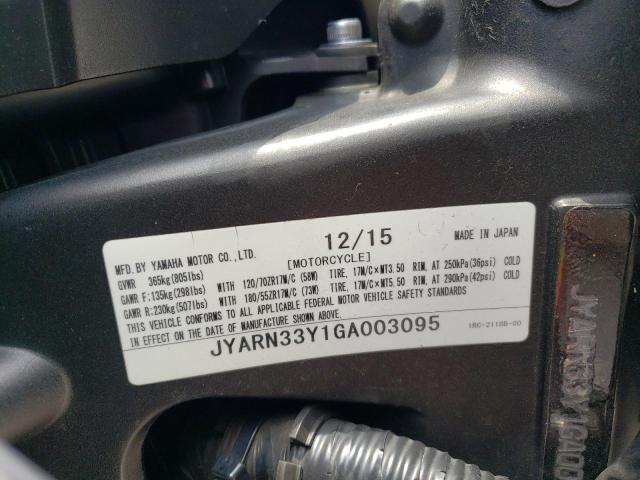 12/15
MFD.BY YAMAHA MOTOR CO.,LTD. MADE IN JAPAN
GVWR 365kg(805lbs) [MOTORCYCLE]
GAWR F:135kg(298lbs) WITH 120/70ZR17M/C (58W) TIRE, 17M/C×MT3.50 RIM, AT 250kPa(36psi) COLD
GAWR R:230kg(507lbs) WITH 180/55ZR17M/C (73W) TIRE, 17M/C×MT5.50 RIM, AT 290kPa(42psi) COLD
THIS VEHICLE CONFORMS TO ALL APPLICABLE FEDERAL MOTOR VEHICLE SAFETY STANDARDS
IN EFFECT ON THE DATE OF MANUFACTURE SHOWN ABOVE.
JYARN33Y1GA003095 1RC-2118B-00